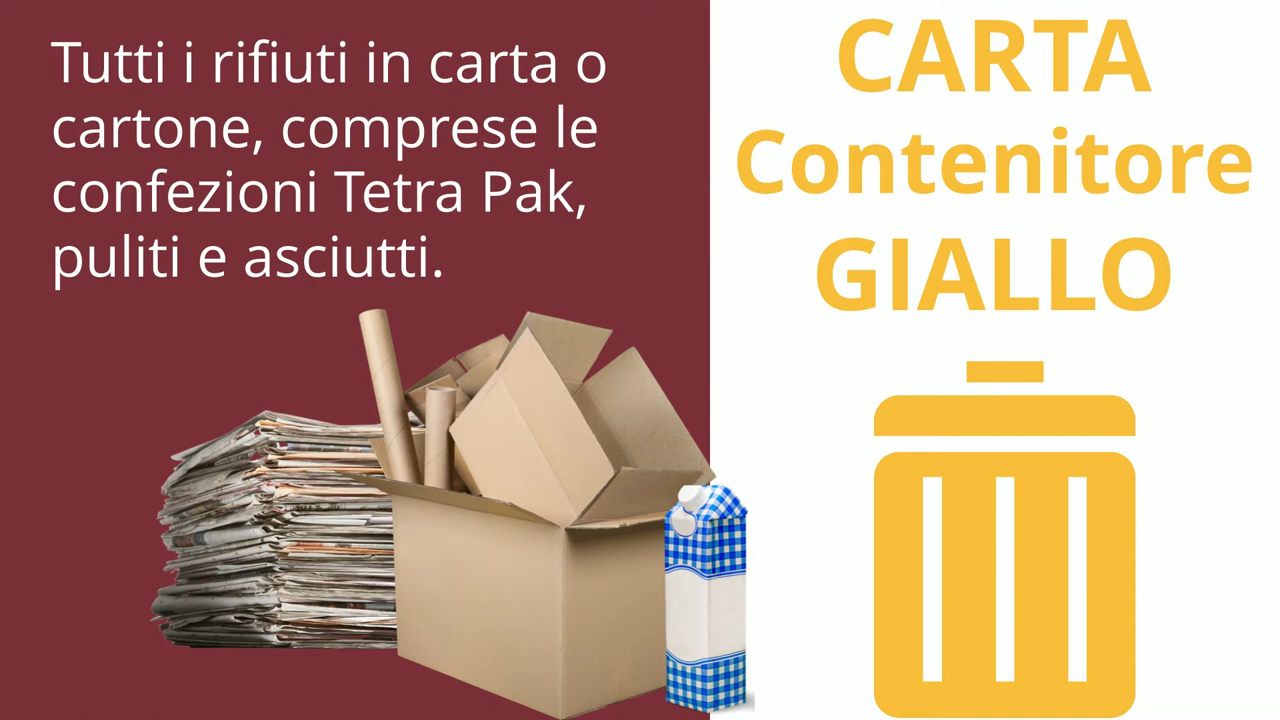 Tutti i rifiuti in carta o
cartone, comprese le
confezioni Tetra Pak,
puliti e asciutti.
CARTA
Contenitore
GIALLO